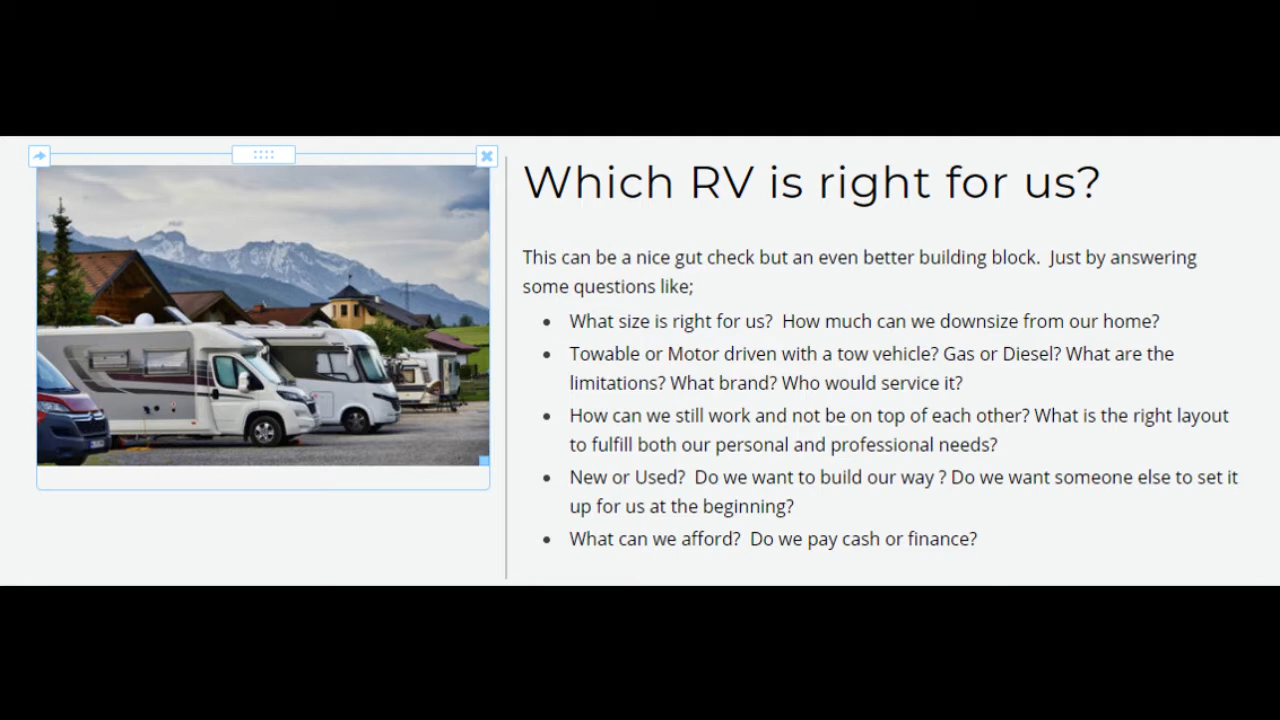 Which RV is right for us?
This can be a nice gut check but an even better building block.  Just by answering
some questions like;
• What size is right for us?  How much can we downsize from our home?
• Towable or Motor driven with a tow vehicle? Gas or Diesel? What are the
limitations? What brand? Who would service it?
• How can we still work and not be on top of each other? What is the right layout
to fulfill both our personal and professional needs?
• New or Used?  Do we want to build our way ? Do we want someone else to set it
up for us at the beginning?
• What can we afford?  Do we pay cash or finance?